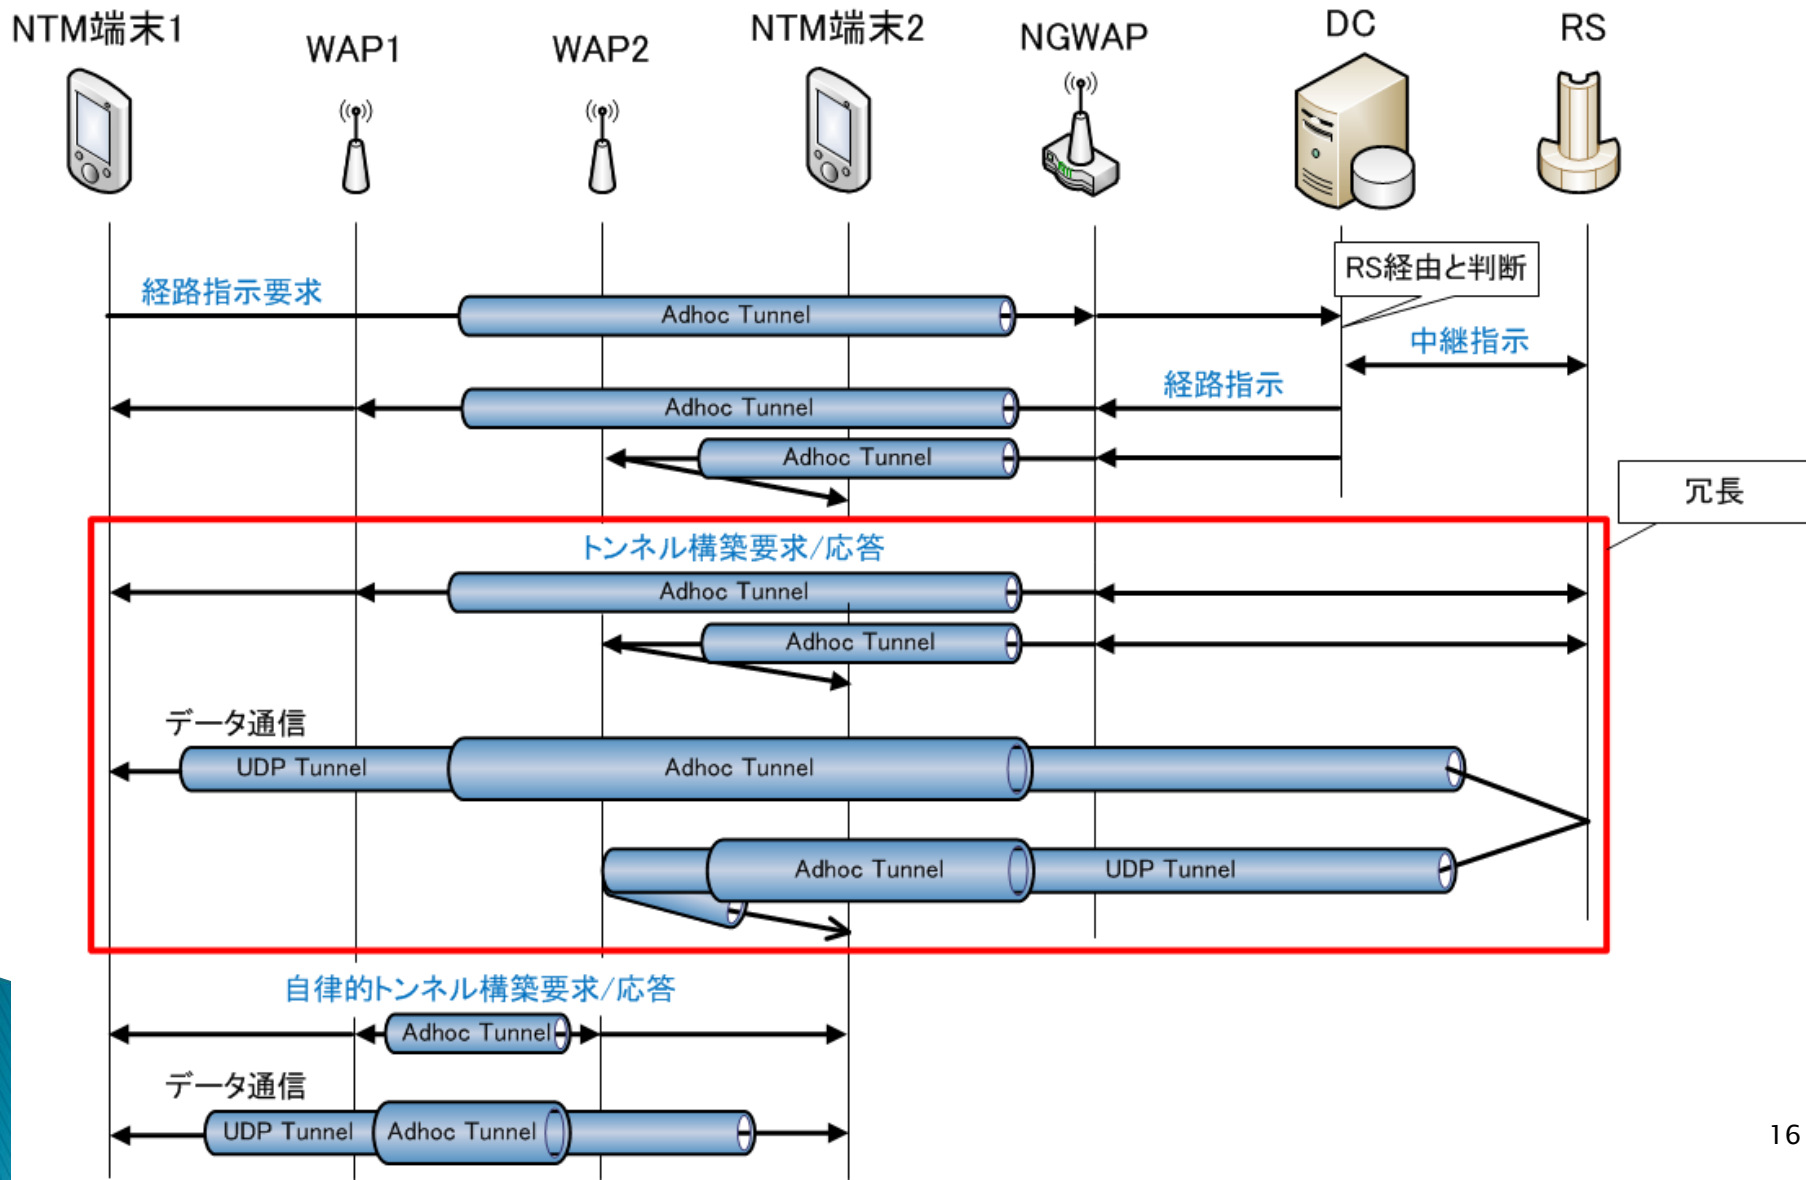 NTM端末1
WAP1
WAP2
NTM端末2
NGWAP
DC
RS
RS経由と判断
経路指示要求
Adhoc Tunnel
中継指示
経路指示
Adhoc Tunnel
Adhoc Tunnel
冗長
トンネル構築要求/応答
Adhoc Tunnel
Adhoc Tunnel
データ通信
UDP Tunnel
Adhoc Tunnel
Adhoc Tunnel
UDP Tunnel
自律的トンネル構築要求/応答
Adhoc Tunnel
データ通信
UDP Tunnel
Adhoc Tunnel
16